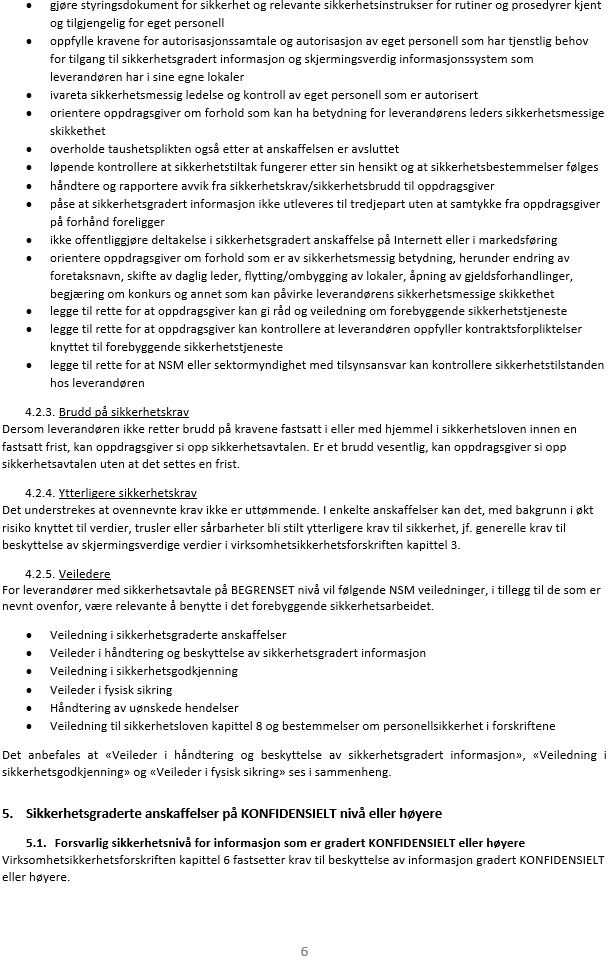 • gjøre styringsdokument for sikkerhet og relevante sikkerhetsinstrukser for rutiner og prosedyrer kjent
og tilgjengelig for eget personell
• oppfylle kravene for autorisasjonssamtale og autorisasjon av eget personell som har tjenstlig behov
for tilgang til sikkerhetsgradert informasjon og skjermingsverdig informasjonssystem som
leverandøren har i sine egne lokaler
• ivareta sikkerhetsmessig ledelse og kontroll av eget personell som er autorisert
• orientere oppdragsgiver om forhold som kan ha betydning for leverandørens leders sikkerhetsmessige
skikkethet
• overholde taushetsplikten også etter at anskaffelsen er avsluttet
• løpende kontrollere at sikkerhetstiltak fungerer etter sin hensikt og at sikkerhetsbestemmelser følges
• håndtere og rapportere avvik fra sikkerhetskrav/sikkerhetsbrudd til oppdragsgiver
• påse at sikkerhetsgradert informasjon ikke utleveres til tredjepart uten at samtykke fra oppdragsgiver
på forhånd foreligger
• ikke offentliggjøre deltakelse i sikkerhetsgradert anskaffelse på Internett eller i markedsføring
• orientere oppdragsgiver om forhold som er av sikkerhetsmessig betydning, herunder endring av
foretaksnavn, skifte av daglig leder, flytting/ombygging av lokaler, åpning av gjeldsforhandlinger,
begjæring om konkurs og annet som kan påvirke leverandørens sikkerhetsmessige skikkethet
• legge til rette for at oppdragsgiver kan gi råd og veiledning om forebyggende sikkerhetstjeneste
• legge til rette for at oppdragsgiver kan kontrollere at leverandøren oppfyller kontraktsforpliktelser
knyttet til forebyggende sikkerhetstjeneste
• legge til rette for at NSM eller sektormyndighet med tilsynsansvar kan kontrollere sikkerhetstilstanden
hos leverandøren
4.2.3. Brudd på sikkerhetskrav
Dersom leverandøren ikke retter brudd på kravene fastsatt i eller med hjemmel i sikkerhetsloven innen en
fastsatt frist, kan oppdragsgiver si opp sikkerhetsavtalen. Er et brudd vesentlig, kan oppdragsgiver si opp
sikkerhetsavtalen uten at det settes en frist.
4.2.4. Ytterligere sikkerhetskrav
Det understrekes at ovennevnte krav ikke er uttømmende. I enkelte anskaffelser kan det, med bakgrunn i økt
risiko knyttet til verdier, trusler eller sårbarheter bli stilt ytterligere krav til sikkerhet, jf. generelle krav til
beskyttelse av skjermingsverdige verdier i virksomhetsikkerhetsforskriften kapittel 3.
4.2.5. Veiledere
For leverandører med sikkerhetsavtale på BEGRENSET nivå vil følgende NSM veiledninger, i tillegg til de som er
nevnt ovenfor, være relevante å benytte i det forebyggende sikkerhetsarbeidet.
• Veiledning i sikkerhetsgraderte anskaffelser
• Veileder i håndtering og beskyttelse av sikkerhetsgradert informasjon
• Veiledning i sikkerhetsgodkjenning
• Veileder i fysisk sikring
• Håndtering av uønskede hendelser
• Veiledning til sikkerhetsloven kapittel 8 og bestemmelser om personellsikkerhet i forskriftene
Det anbefales at «Veileder i håndtering og beskyttelse av sikkerhetsgradert informasjon», «Veiledning i
sikkerhetsgodkjenning» og «Veileder i fysisk sikring» ses i sammenheng.
5. Sikkerhetsgraderte anskaffelser på KONFIDENSIELT nivå eller høyere
5.1. Forsvarlig sikkerhetsnivå for informasjon som er gradert KONFIDENSIELT eller høyere
Virksomhetsikkerhetsforskriften kapittel 6 fastsetter krav til beskyttelse av informasjon gradert KONFIDENSIELT
eller høyere.
6